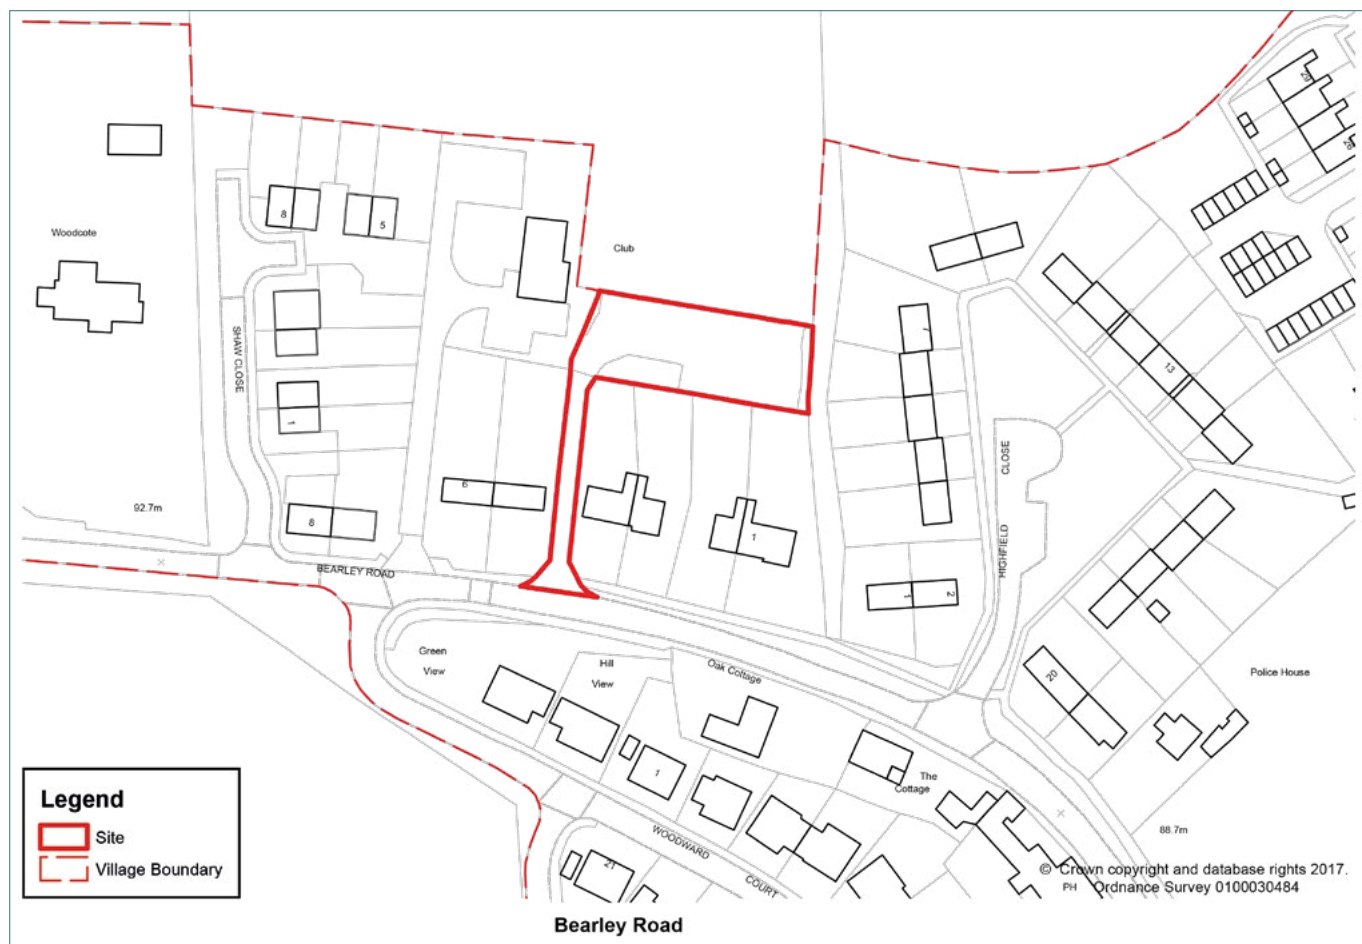 29
26
8
5
Woodcote
Club
SHAW CLOSE
7
13
1
6
92.7m
8
1
CLOSE
HIGHFIELD
BEARLEY ROAD
1
2
Green
View
Hill
View
Oak Cottage
20
Police House
1
The
Cottage
WOODWARD
COURT
21
88.7m
PH
Legend
Site
Village Boundary
© Crown copyright and database rights 2017.
Ordnance Survey 0100030484
Bearley Road